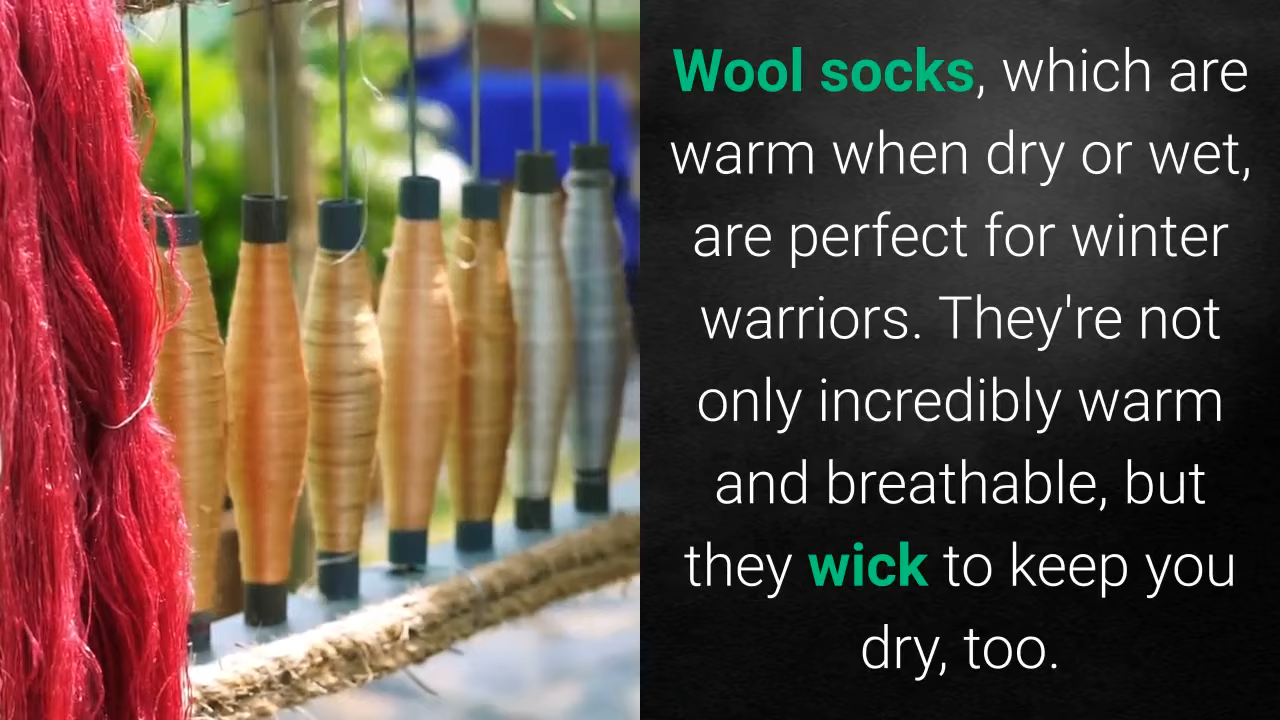 Wool socks, which are
warm when dry or wet,
are perfect for winter
warriors. They're not
only incredibly warm
and breathable, but
they wick to keep you
dry, too.